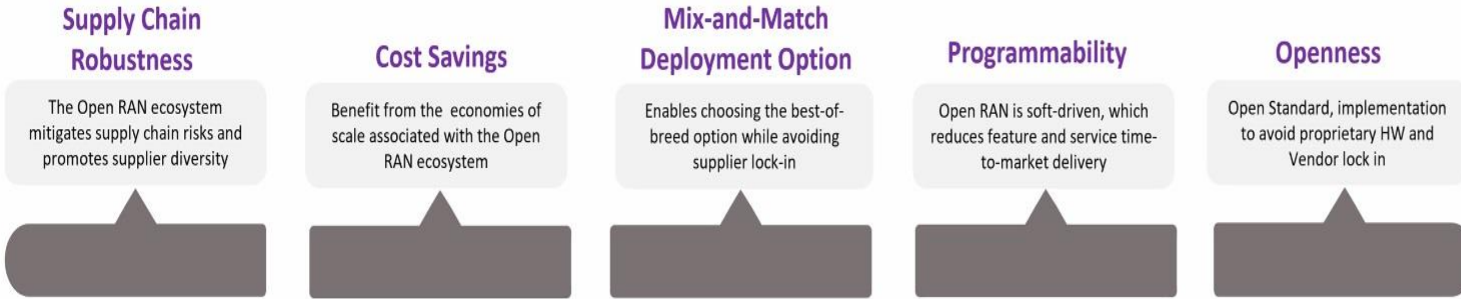 Supply Chain
Robustness
The Open RAN ecosystem
mitigates supply chain risks and
promotes supplier diversity
Cost Savings
Benefit from the economies of
scale associated with the Open
RAN ecosystem
Mix-and-Match
Deployment Option
Enables choosing the best-of-
breed option while avoiding
supplier lock-in
Programmability
Open RAN is soft-driven, which
reduces feature and service time-
to-market delivery
Openness
Open Standard, implementation
to avoid proprietary HW and
Vendor lock in